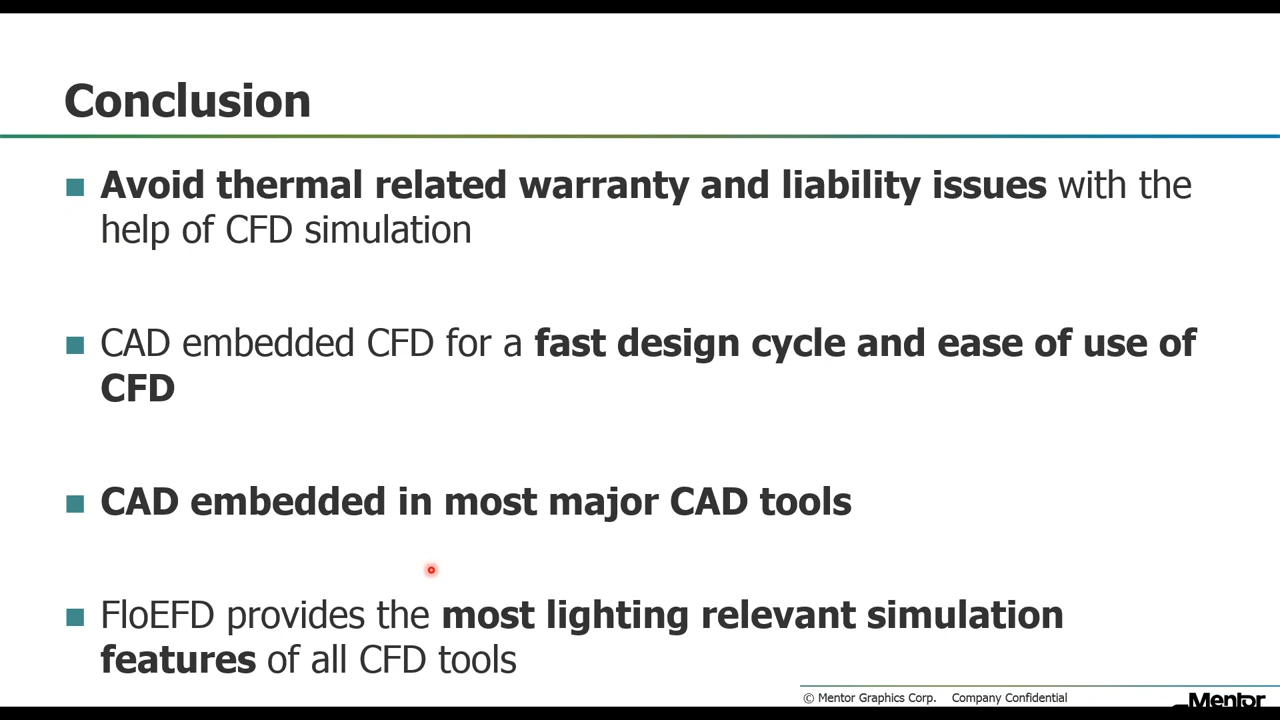 Conclusion
Avoid thermal related warranty and liability issues with the
help of CFD simulation
CAD embedded CFD for a fast design cycle and ease of use of
CFD
CAD embedded in most major CAD tools
FloEFD provides the most lighting relevant simulation
features of all CFD tools
© Mentor Graphics Corp. Company Confidential
Mentor